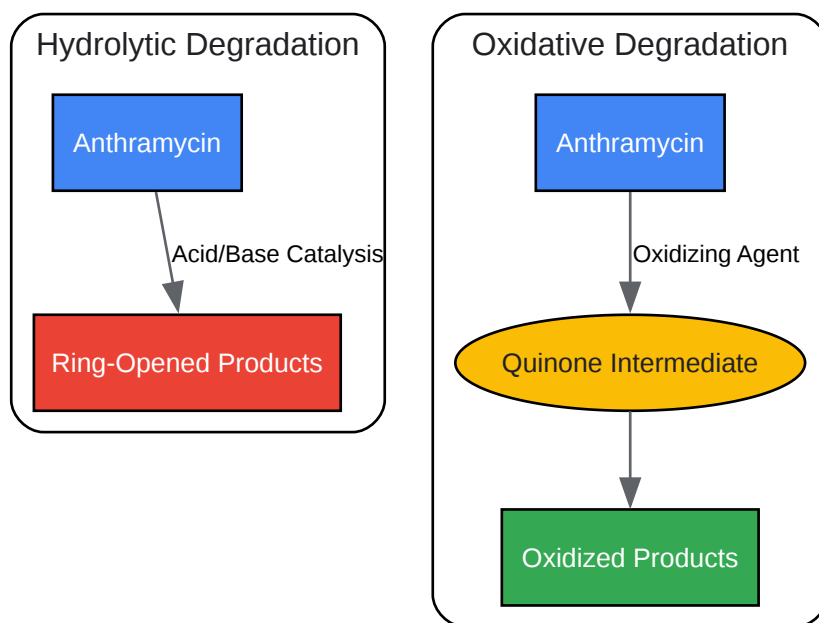 Hydrolytic Degradation
Anthramycin
Acid/Base Catalysis
Ring-Opened Products
Oxidative Degradation
Anthramycin
Oxidizing Agent
Quinone Intermediate
Oxidized Products